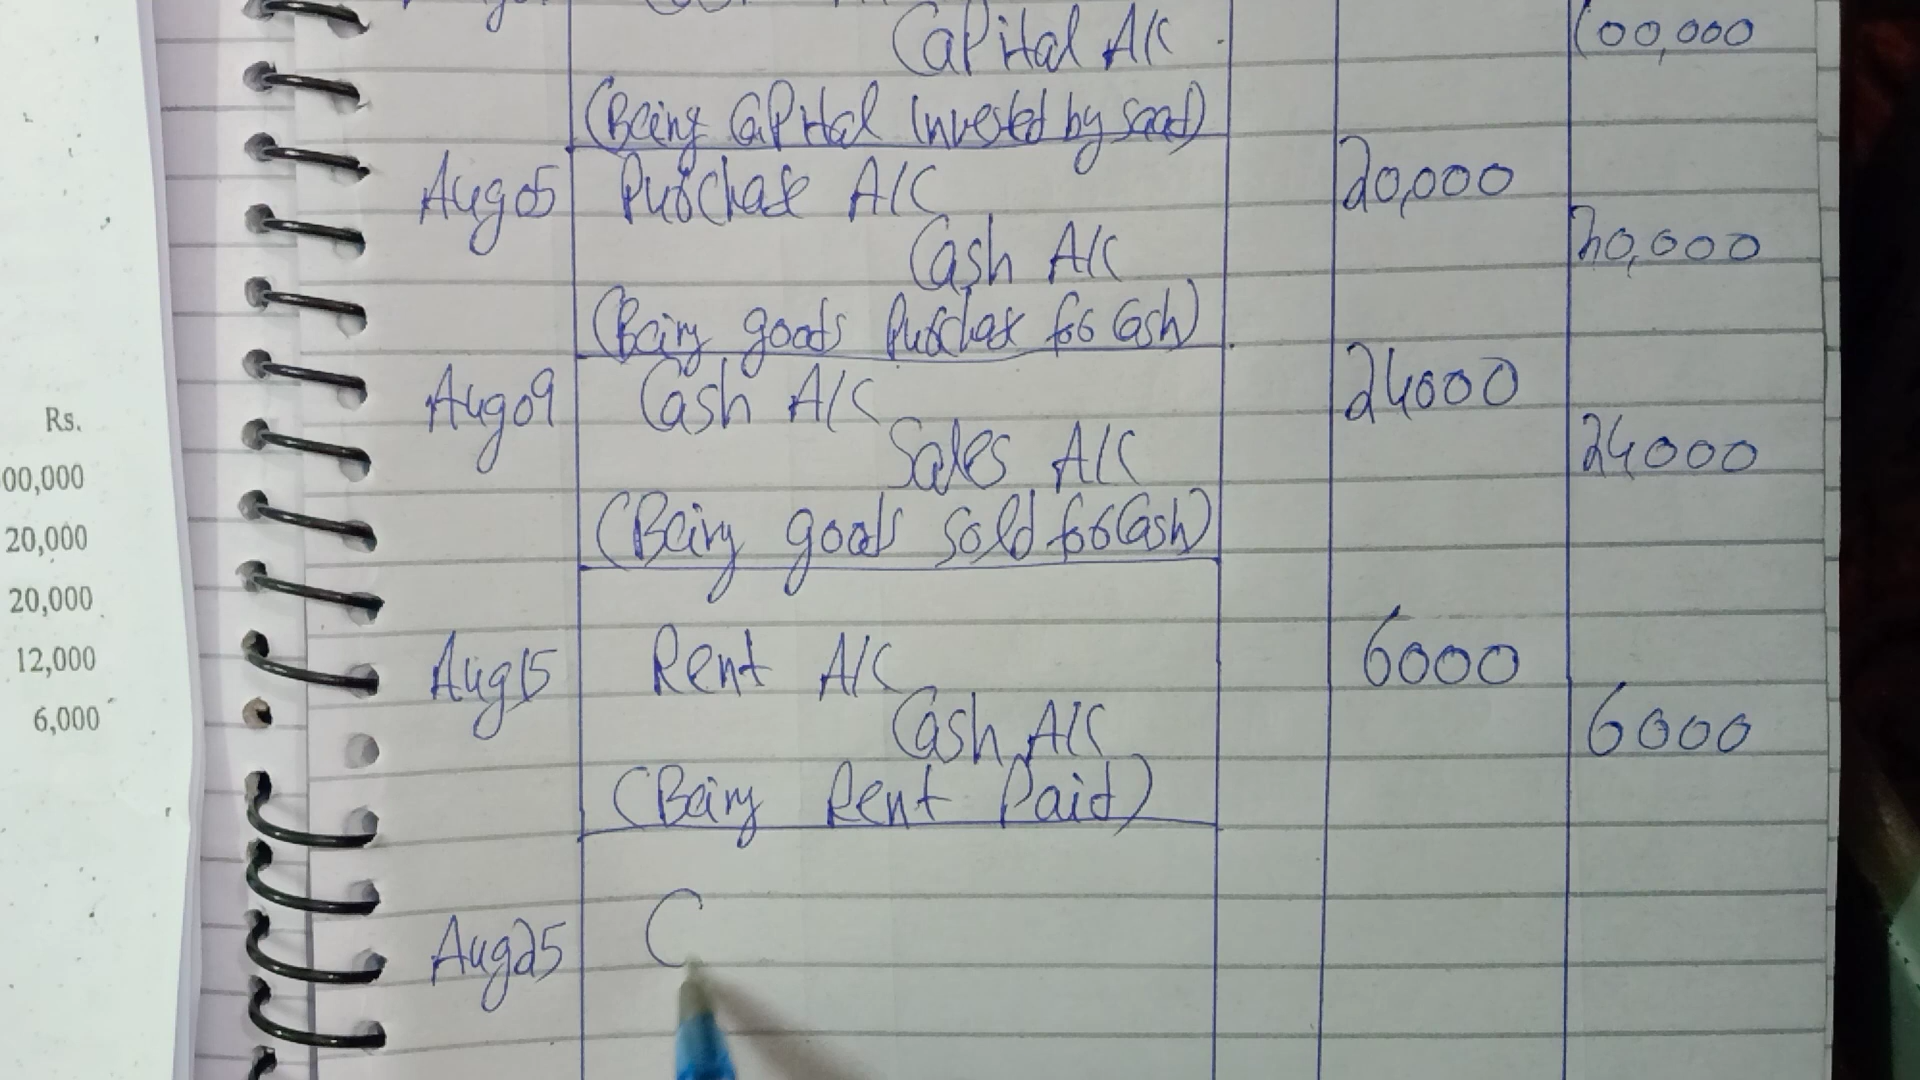 Capital A/C
100,000
(Being Capital invested by Saad)
Aug 05 Purchase A/C 20,000
Cash A/C 20,000
(Being goods Purchase for Cash)
Aug 09 Cash A/C 24000
Sales A/C 24000
(Being goods Sold for Cash)
Aug 15 Rent A/C 6000
Cash A/C 6000
(Being Rent Paid)
Aug 25 C
Rs.
00,000
20,000
20,000
12,000
6,000